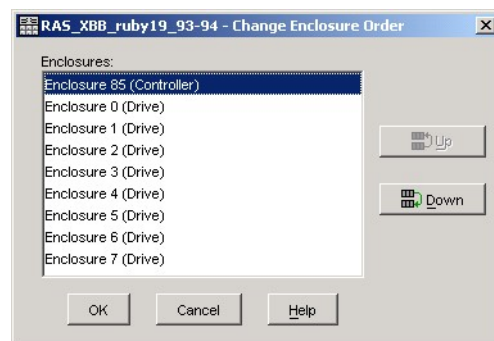 RAS_XBB_ruby19_93-94 - Change Enclosure Order
Enclosures:
Enclosure 85 (Controller)
Enclosure 0 (Drive)
Enclosure 1 (Drive)
Enclosure 2 (Drive)
Enclosure 3 (Drive)
Enclosure 4 (Drive)
Enclosure 5 (Drive)
Enclosure 6 (Drive)
Enclosure 7 (Drive)
Up
Down
OK Cancel Help